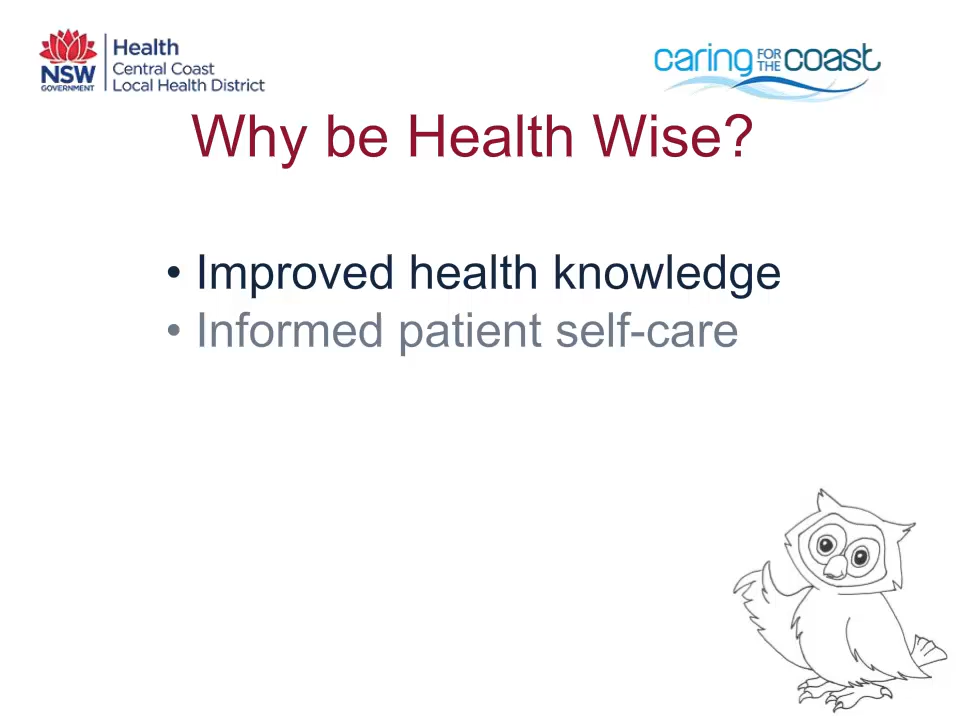 NSW
GOVERNMENT
Health
Central Coast
Local Health District
caring FOR THE coast
Why be Health Wise?
• Improved health knowledge
• Informed patient self-care